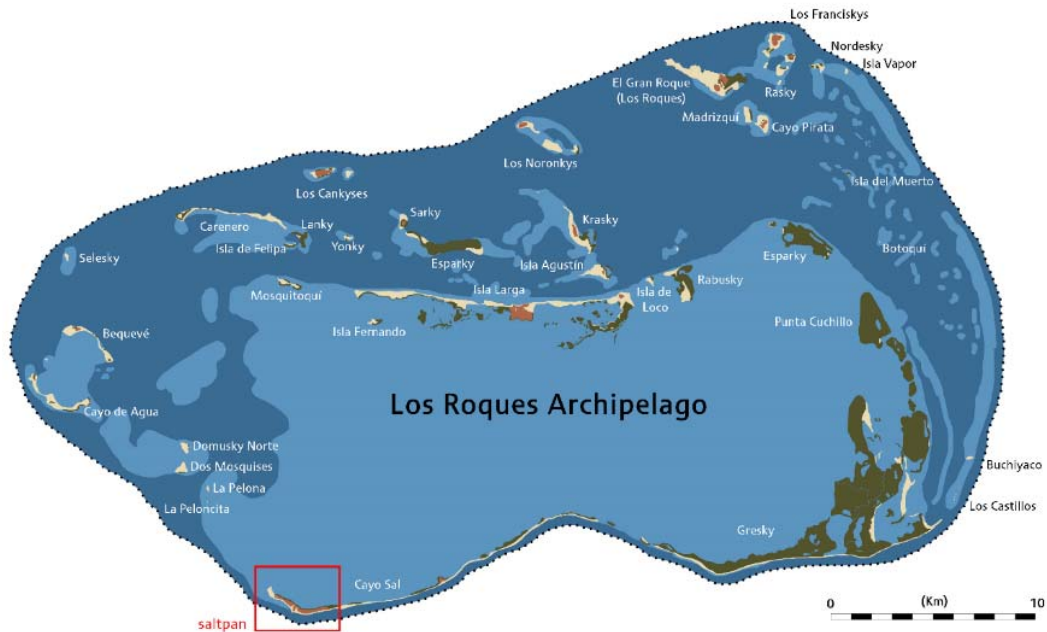 Los Franciskys
Nordesky
Isla Vapor
El Gran Roque
(Los Roques)
Rasky
Madrizquí
Cayo Pirata
Los Noronkys
Isla del Muerto
Los Cankyses
Sarky
Krasky
Carenero
Lanky
Isla de Felipa
Yonky
Esparky
Isla Agustín
Esparky
Botoquí
Selesky
Mosquitoquí
Isla Larga
Isla de
Loco
Rabusky
Isla Fernando
Punta Cuchillo
Bequevé
Cayo de Agua
Los Roques Archipelago
Domusky Norte
Dos Mosquises
La Pelona
La Peloncita
Buchiyaco
Los Castillos
Gresky
Cayo Sal
saltpan
0 (Km) 10